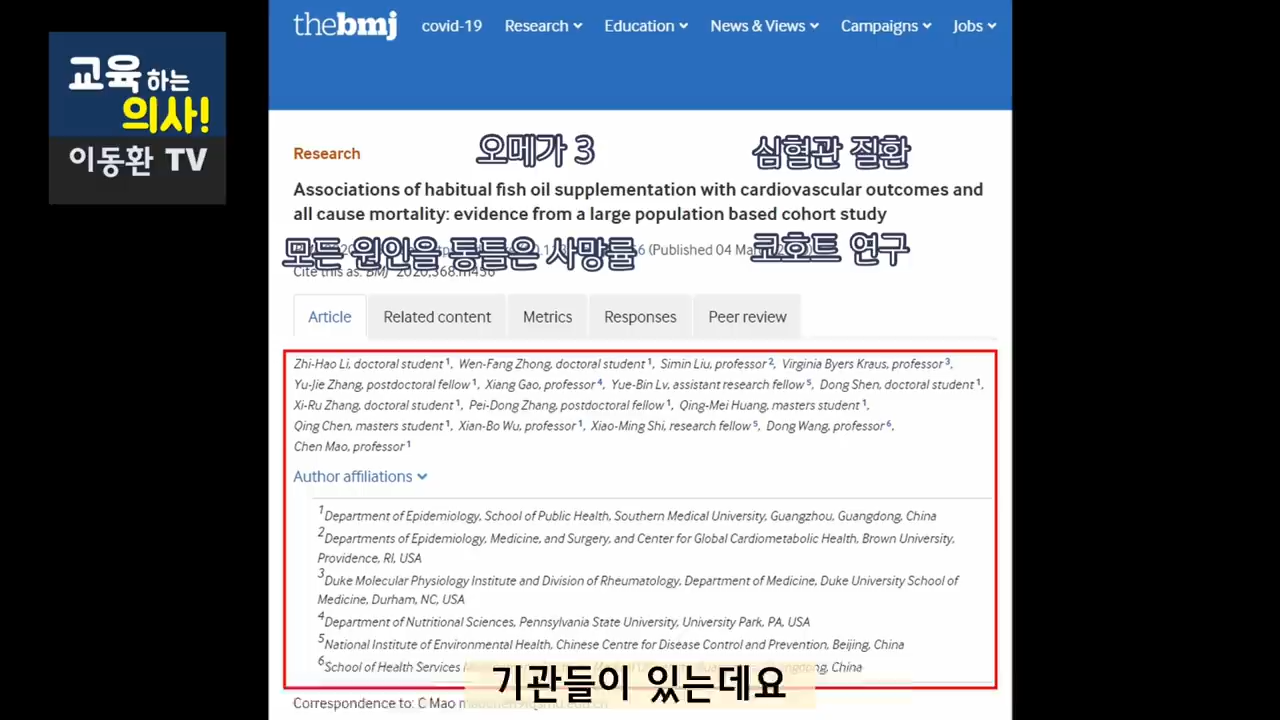 교육하는
의사!
이동환 TV
thebmj covid-19 Research Education News & Views Campaigns Jobs
오메가 3 심혈관 질환
Research
Associations of habitual fish oil supplementation with cardiovascular outcomes and
all cause mortality: evidence from a large population based cohort study
모든 원인을 통틀은 사망률 코호트 연구
(Published 04
Cite this as: BMJ 2020;368:m456
Article Related content Metrics Responses Peer review
Zhi-Hao Li, doctoral student 1, Wen-Fang Zhong, doctoral student 1, Simin Liu, professor 2, Virginia Byers Kraus, professor 3,
Yu-Jie Zhang, postdoctoral fellow 1, Xiang Gao, professor 4, Yue-Bin Lv, assistant research fellow 5, Dong Shen, doctoral student 1,
Xi-Ru Zhang, doctoral student 1, Pei-Dong Zhang, postdoctoral fellow 1, Qing-Mei Huang, masters student 1,
Qing Chen, masters student 1, Xian-Bo Wu, professor 1, Xiao-Ming Shi, research fellow 5, Dong Wang, professor 6,
Chen Mao, professor 1
Author affiliations
1 Department of Epidemiology, School of Public Health, Southern Medical University, Guangzhou, Guangdong, China
2 Departments of Epidemiology, Medicine, and Surgery, and Center for Global Cardiometabolic Health, Brown University,
Providence, RI, USA
3 Duke Molecular Physiology Institute and Division of Rheumatology, Department of Medicine, Duke University School of
Medicine, Durham, NC, USA
4 Department of Nutritional Sciences, Pennsylvania State University, University Park, PA, USA
5 National Institute of Environmental Health, Chinese Centre for Disease Control and Prevention, Beijing, China
6 School of Health Services China
기관들이 있는데요
Correspondence to: C Mao